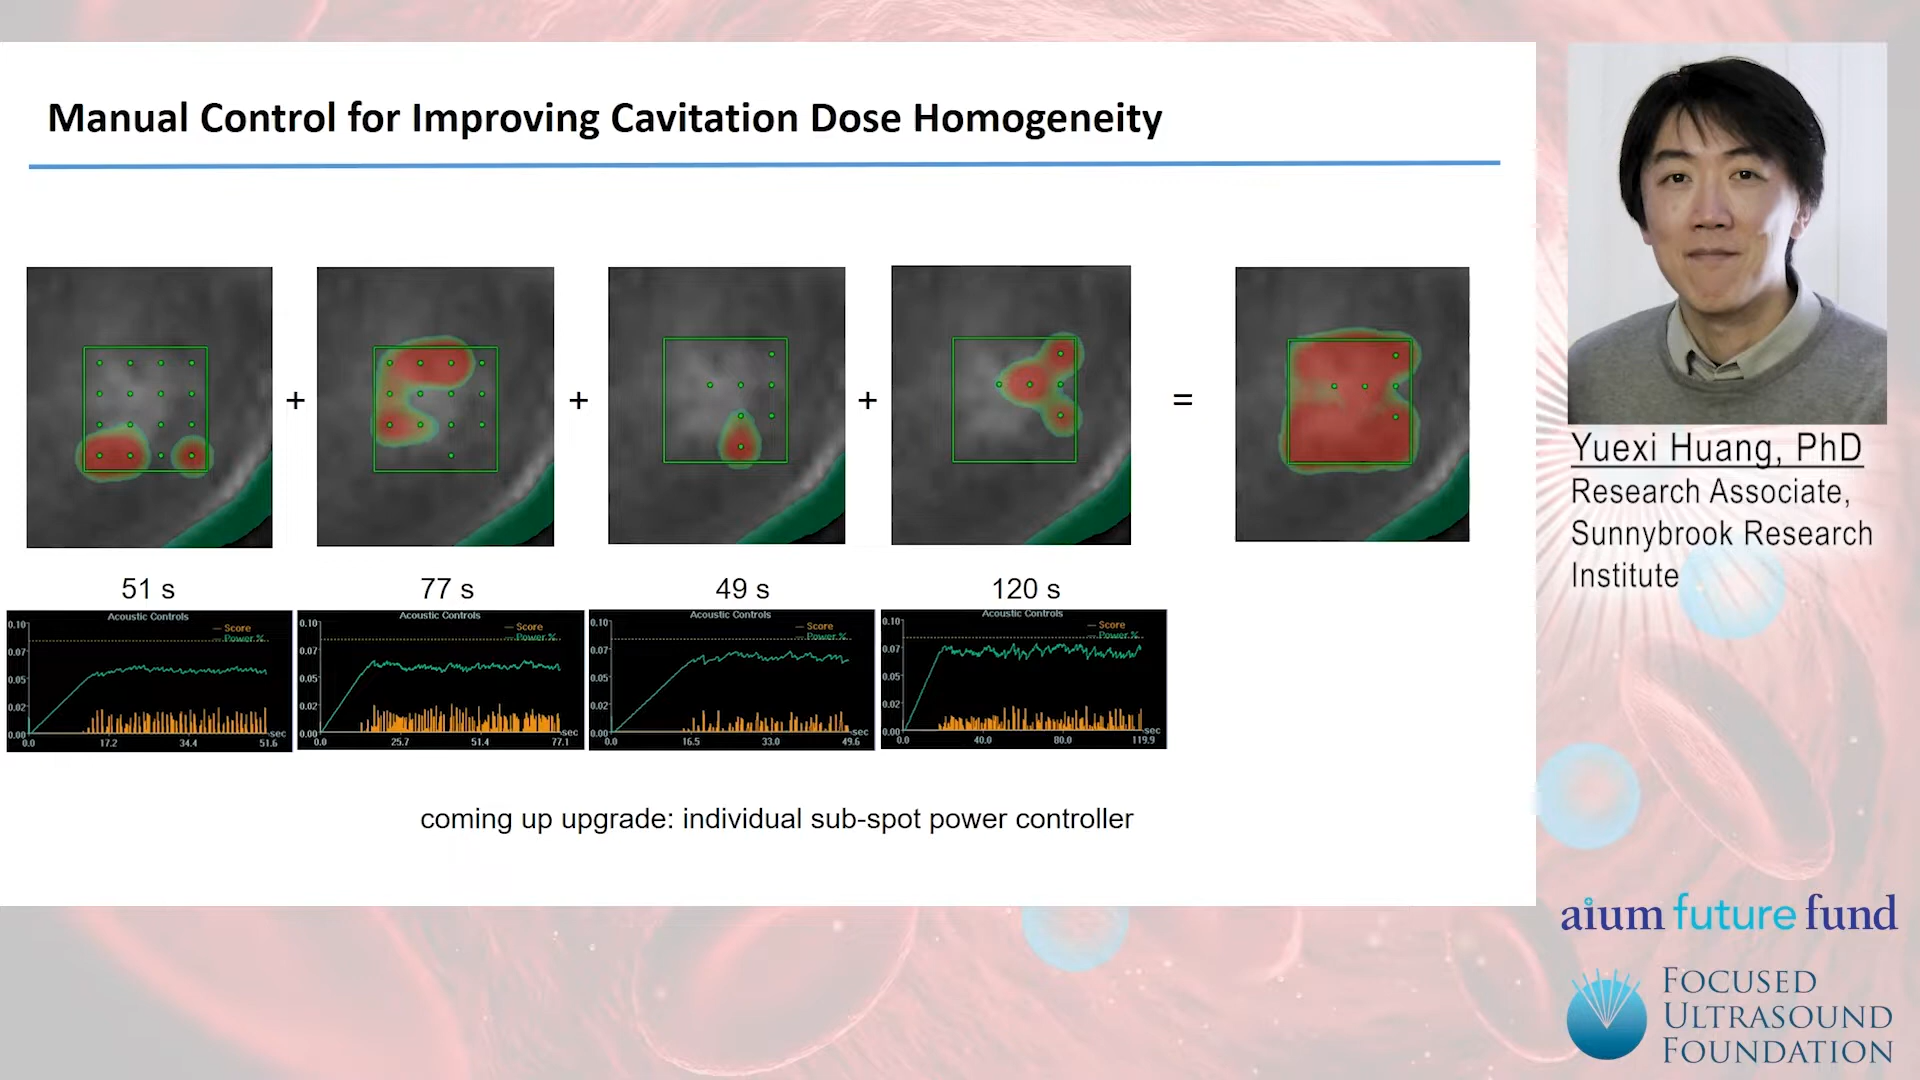 Manual Control for Improving Cavitation Dose Homogeneity
+
+
+
=
51 s
77 s
49 s
120 s
Acoustic Controls
Score
Power %
0.10
0.07
0.05
0.02
0.00
0.0
17.2
34.4
51.6
sec
Acoustic Controls
Score
Power %
0.10
0.07
0.05
0.02
0.00
0.0
25.7
51.4
77.1
sec
Acoustic Controls
Score
Power %
0.10
0.07
0.05
0.02
0.00
0.0
16.5
33.0
49.6
sec
Acoustic Controls
Score
Power %
0.10
0.07
0.05
0.02
0.00
0.0
40.0
80.0
119.9
sec
coming up upgrade: individual sub-spot power controller
Yuexi Huang, PhD
Research Associate,
Sunnybrook Research
Institute
aium future fund
FOCUSED
ULTRASOUND
FOUNDATION